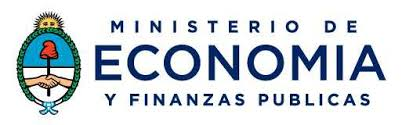 MINISTERIO DE
ECONOMIA
Y FINANZAS PUBLICAS